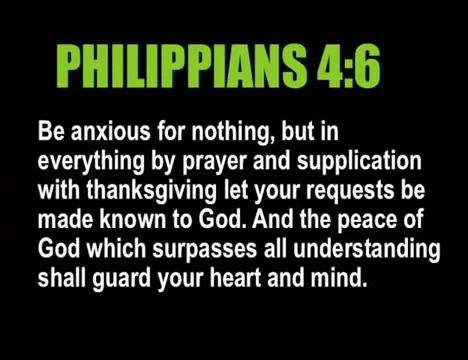 PHILIPPIANS 4:6
Be anxious for nothing, but in
everything by prayer and supplication
with thanksgiving let your requests be
made known to God. And the peace of
God which surpasses all understanding
shall guard your heart and mind.